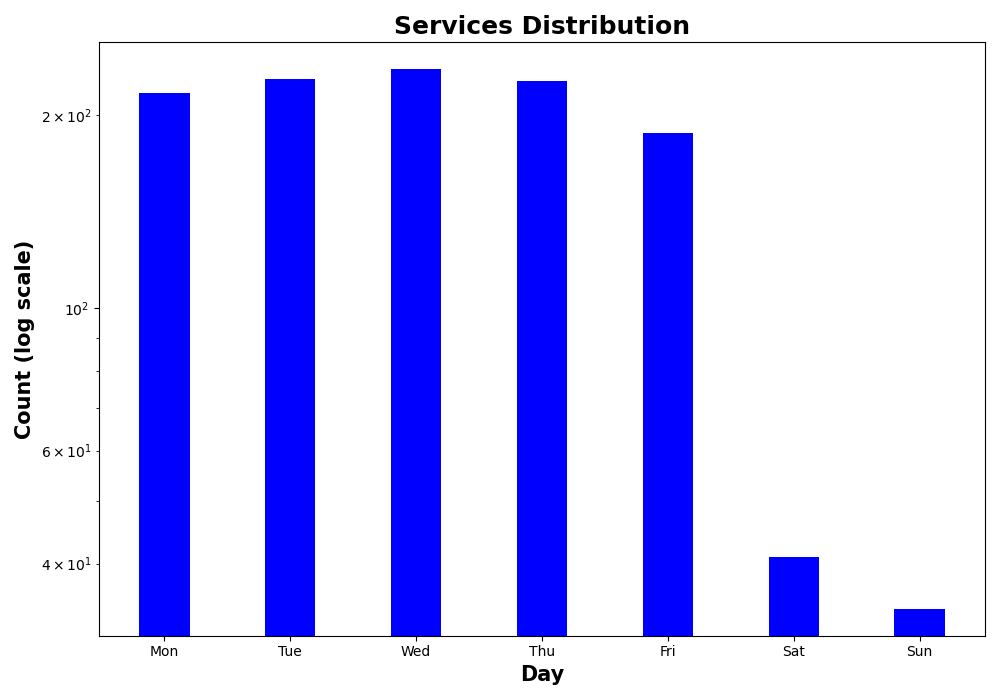 Services Distribution
Count (log scale)
2 × 10²
10²
6 × 10¹
4 × 10¹
Mon Tue Wed Thu Fri Sat Sun
Day